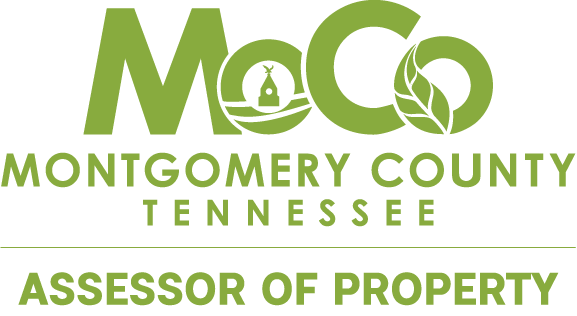 MoCo
MONTGOMERY COUNTY
TENNESSEE
ASSESSOR OF PROPERTY